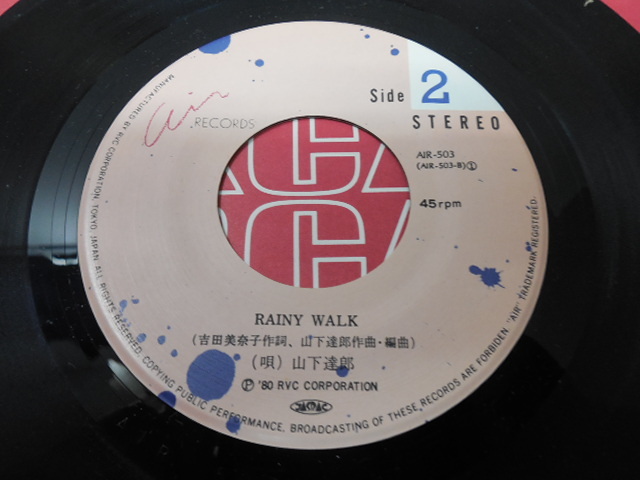 Air
RECORDS
Side 2
STEREO
AIR-503
(AIR-503-B)①
45rpm
RAINY WALK
(吉田美奈子作詞、山下達郎作曲・編曲)
(唄)山下達郎
Ⓟ '80 RVC CORPORATION
JASRAC
MANUFACTURED BY RVC CORPORATION, TOKYO, JAPAN. ALL RIGHTS RESERVED. COPYING PUBLIC PERFORMANCE, BROADCASTING OF THESE RECORDS ARE FORBIDDEN "AIR" TRADEMARK REGISTERED.